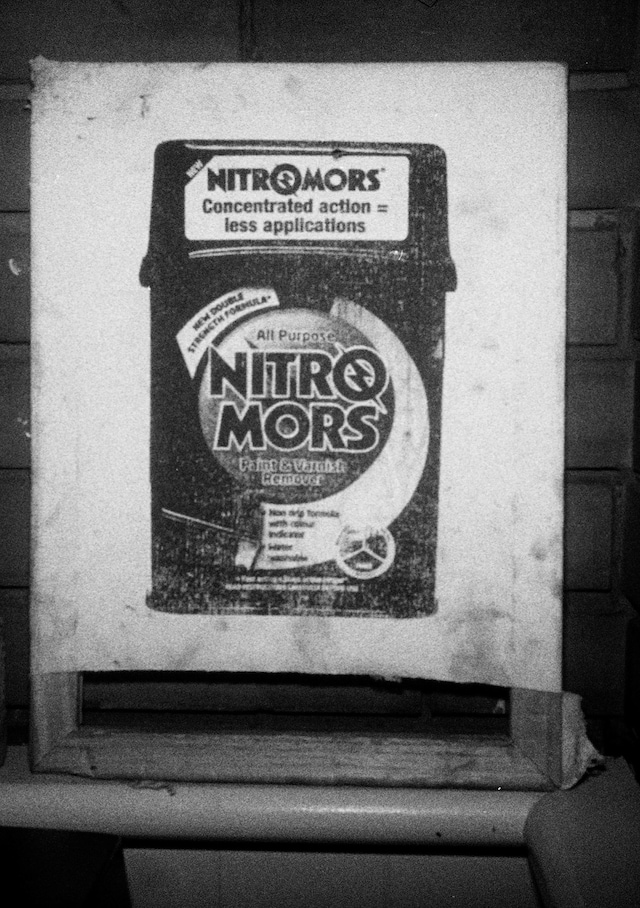 NEW
NITROMORS
Concentrated action =
less applications
NEW DOUBLE
STRENGTH FORMULA*
All Purpose
NITRO
MORS
Paint & Varnish
Remover
• Non drip formula
with colour
indicator
• Water
washable